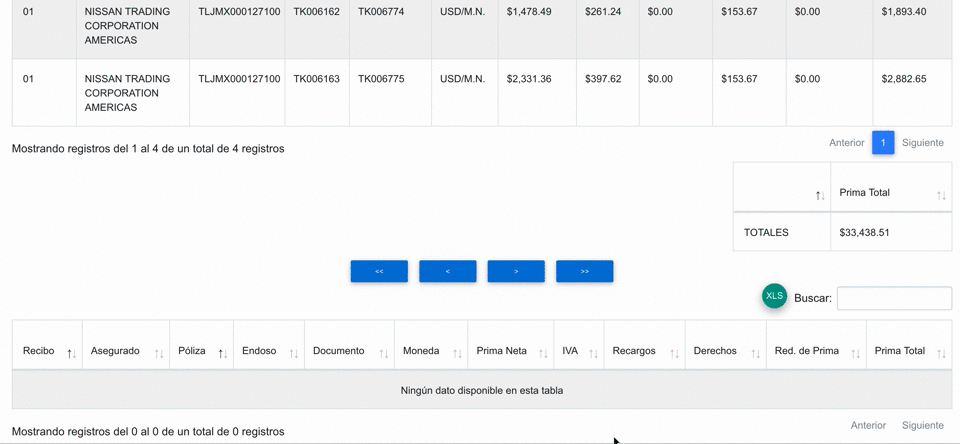 01 NISSAN TRADING CORPORATION AMERICAS TLJMX000127100 TK006162 TK006774 USD/M.N. $1,478.49 $261.24 $0.00 $153.67 $0.00 $1,893.40
01 NISSAN TRADING CORPORATION AMERICAS TLJMX000127100 TK006163 TK006775 USD/M.N. $2,331.36 $397.62 $0.00 $153.67 $0.00 $2,882.65
Mostrando registros del 1 al 4 de un total de 4 registros
Anterior 1 Siguiente
Prima Total
TOTALES $33,438.51
<< < > >>
XLS Buscar:
Recibo Asegurado Póliza Endoso Documento Moneda Prima Neta IVA Recargos Derechos Red. de Prima Prima Total
Ningún dato disponible en esta tabla
Mostrando registros del 0 al 0 de un total de 0 registros
Anterior Siguiente